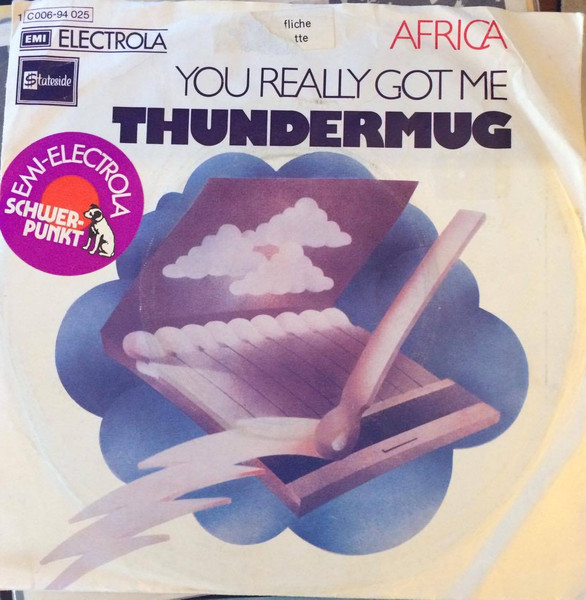 1 C006-94 025
EMI ELECTROLA
Stateside
fliche
tte
AFRICA
YOU REALLY GOT ME
THUNDERMUG
EMI-ELECTROLA
SCHWER-
PUNKT